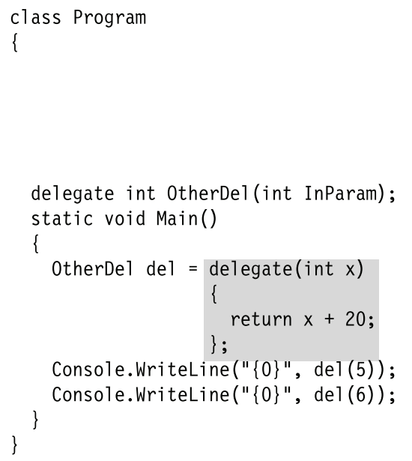 class Program
{
delegate int OtherDel(int InParam);
static void Main()
{
OtherDel del = delegate(int x)
{
return x + 20;
};
Console.WriteLine("{0}", del(5));
Console.WriteLine("{0}", del(6));
}
}